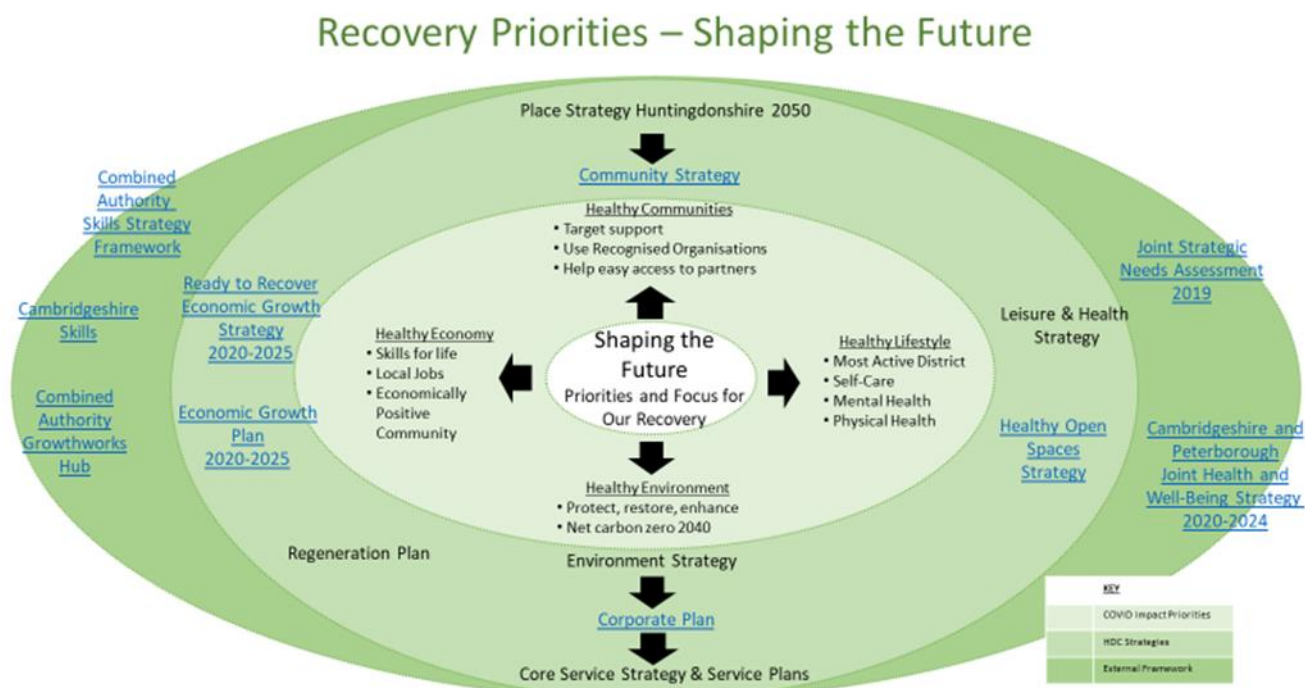 Recovery Priorities – Shaping the Future
Place Strategy Huntingdonshire 2050
Community Strategy
Healthy Communities
• Target support
• Use Recognised Organisations
• Help easy access to partners
Combined
Authority
Skills Strategy
Framework
Cambridgeshire
Skills
Combined
Authority
Growthworks
Hub
Ready to Recover
Economic Growth
Strategy
2020-2025
Economic Growth
Plan
2020-2025
Healthy Economy
• Skills for life
• Local Jobs
• Economically
Positive
Community
Shaping the
Future
Priorities and Focus for
Our Recovery
Healthy Lifestyle
• Most Active District
• Self-Care
• Mental Health
• Physical Health
Leisure & Health
Strategy
Healthy Open
Spaces
Strategy
Joint Strategic
Needs Assessment
2019
Cambridgeshire and
Peterborough
Joint Health and
Well-Being Strategy
2020-2024
Healthy Environment
• Protect, restore, enhance
• Net carbon zero 2040
Regeneration Plan
Environment Strategy
Corporate Plan
Core Service Strategy & Service Plans
KEY
COVID Impact Priorities
HDC Strategies
External Framework